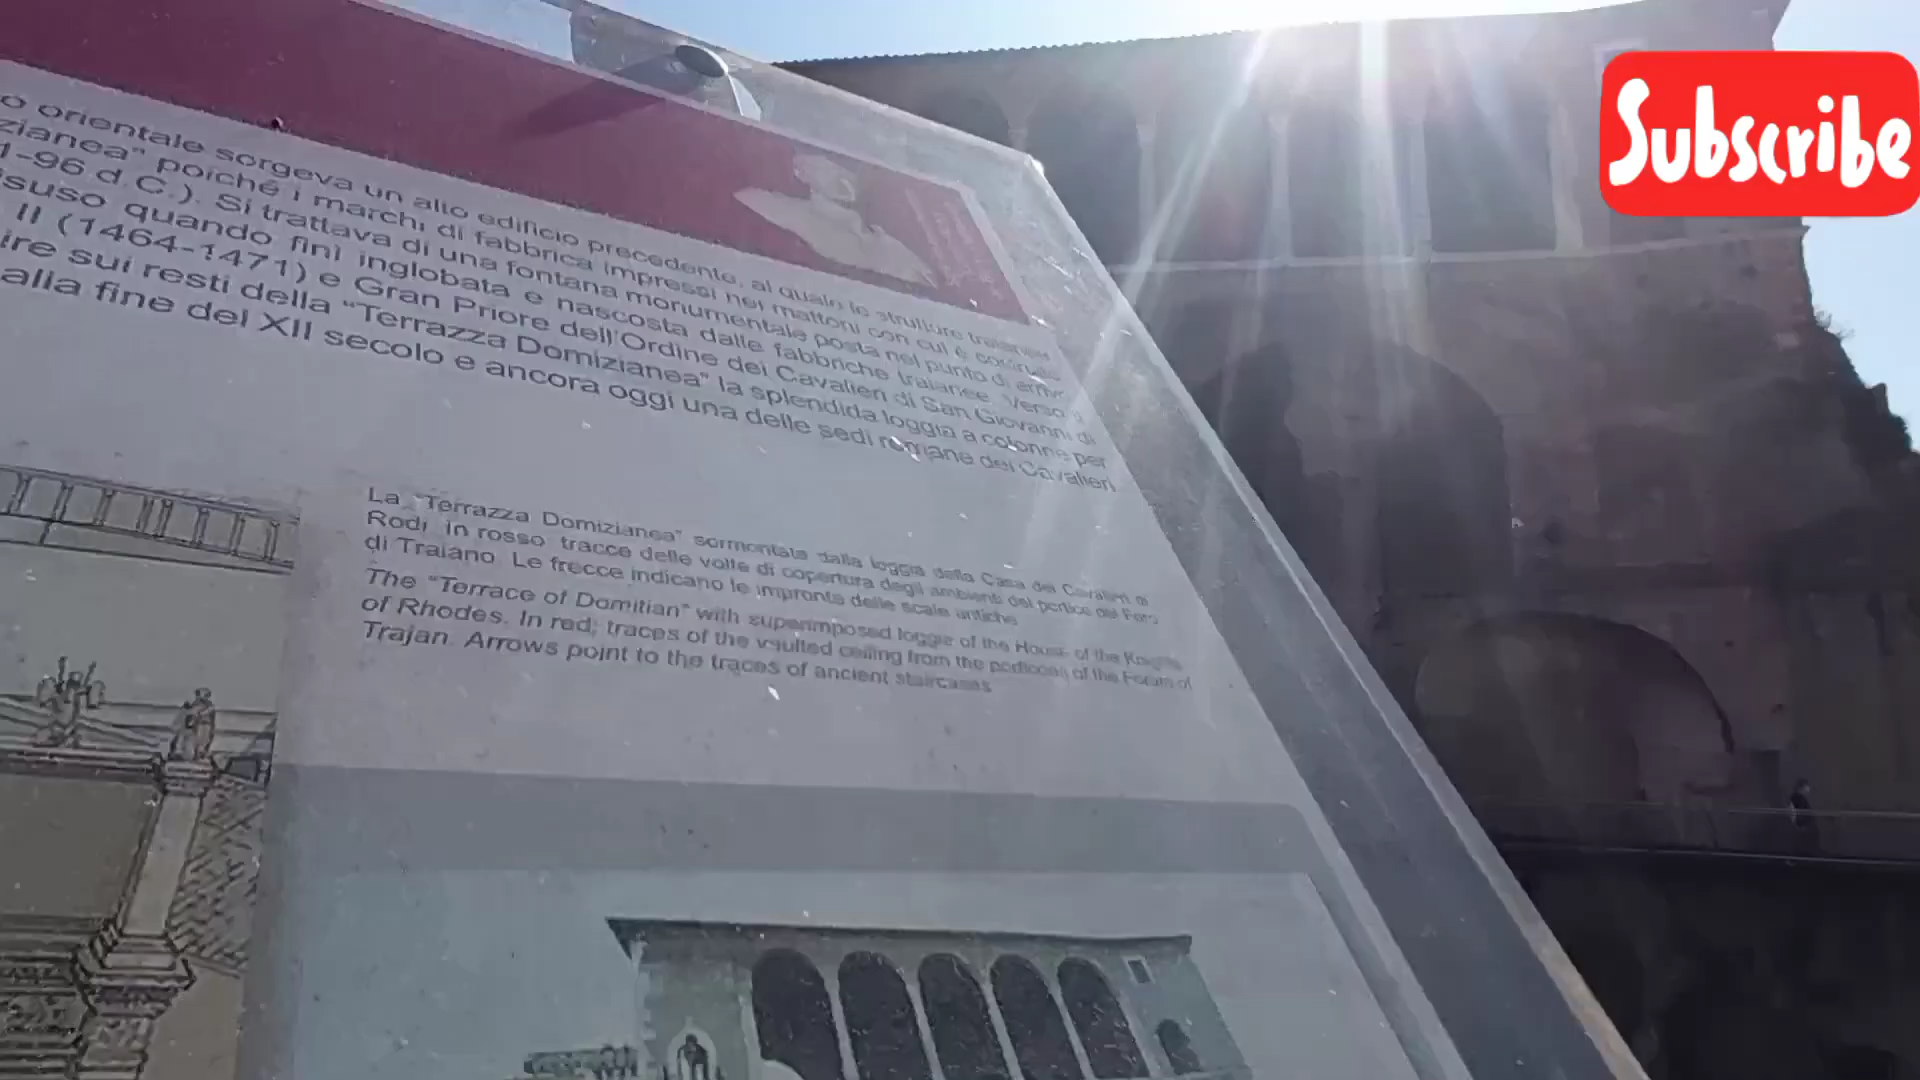 o orientale sorgeva un alto edificio precedente, al quale le strutture traianee
zianea" poiché i marchi di fabbrica impressi nei mattoni con cui è costruito
1-96 d.C.). Si trattava di una fontana monumentale posta nel punto di arrivo
isuso quando finì inglobata e nascosta dalle fabbriche traianee. Verso il
II (1464-1471) e Gran Priore dell'Ordine dei Cavalieri di San Giovanni di
ire sui resti della "Terrazza Domizianea" la splendida loggia a colonne per
alla fine del XII secolo e ancora oggi una delle sedi romane dei Cavalieri
La "Terrazza Domizianea" sormontata dalla loggia della Casa dei Cavalieri di
Rodi. In rosso tracce delle volte di copertura degli ambienti del portico del Foro
di Traiano. Le frecce indicano le impronte delle scale antiche
The "Terrace of Domitian" with superimposed loggia of the House of the Knights
of Rhodes. In red, traces of the vaulted ceiling from the porticoes of the Forum of
Trajan. Arrows point to the traces of ancient staircases
Subscribe